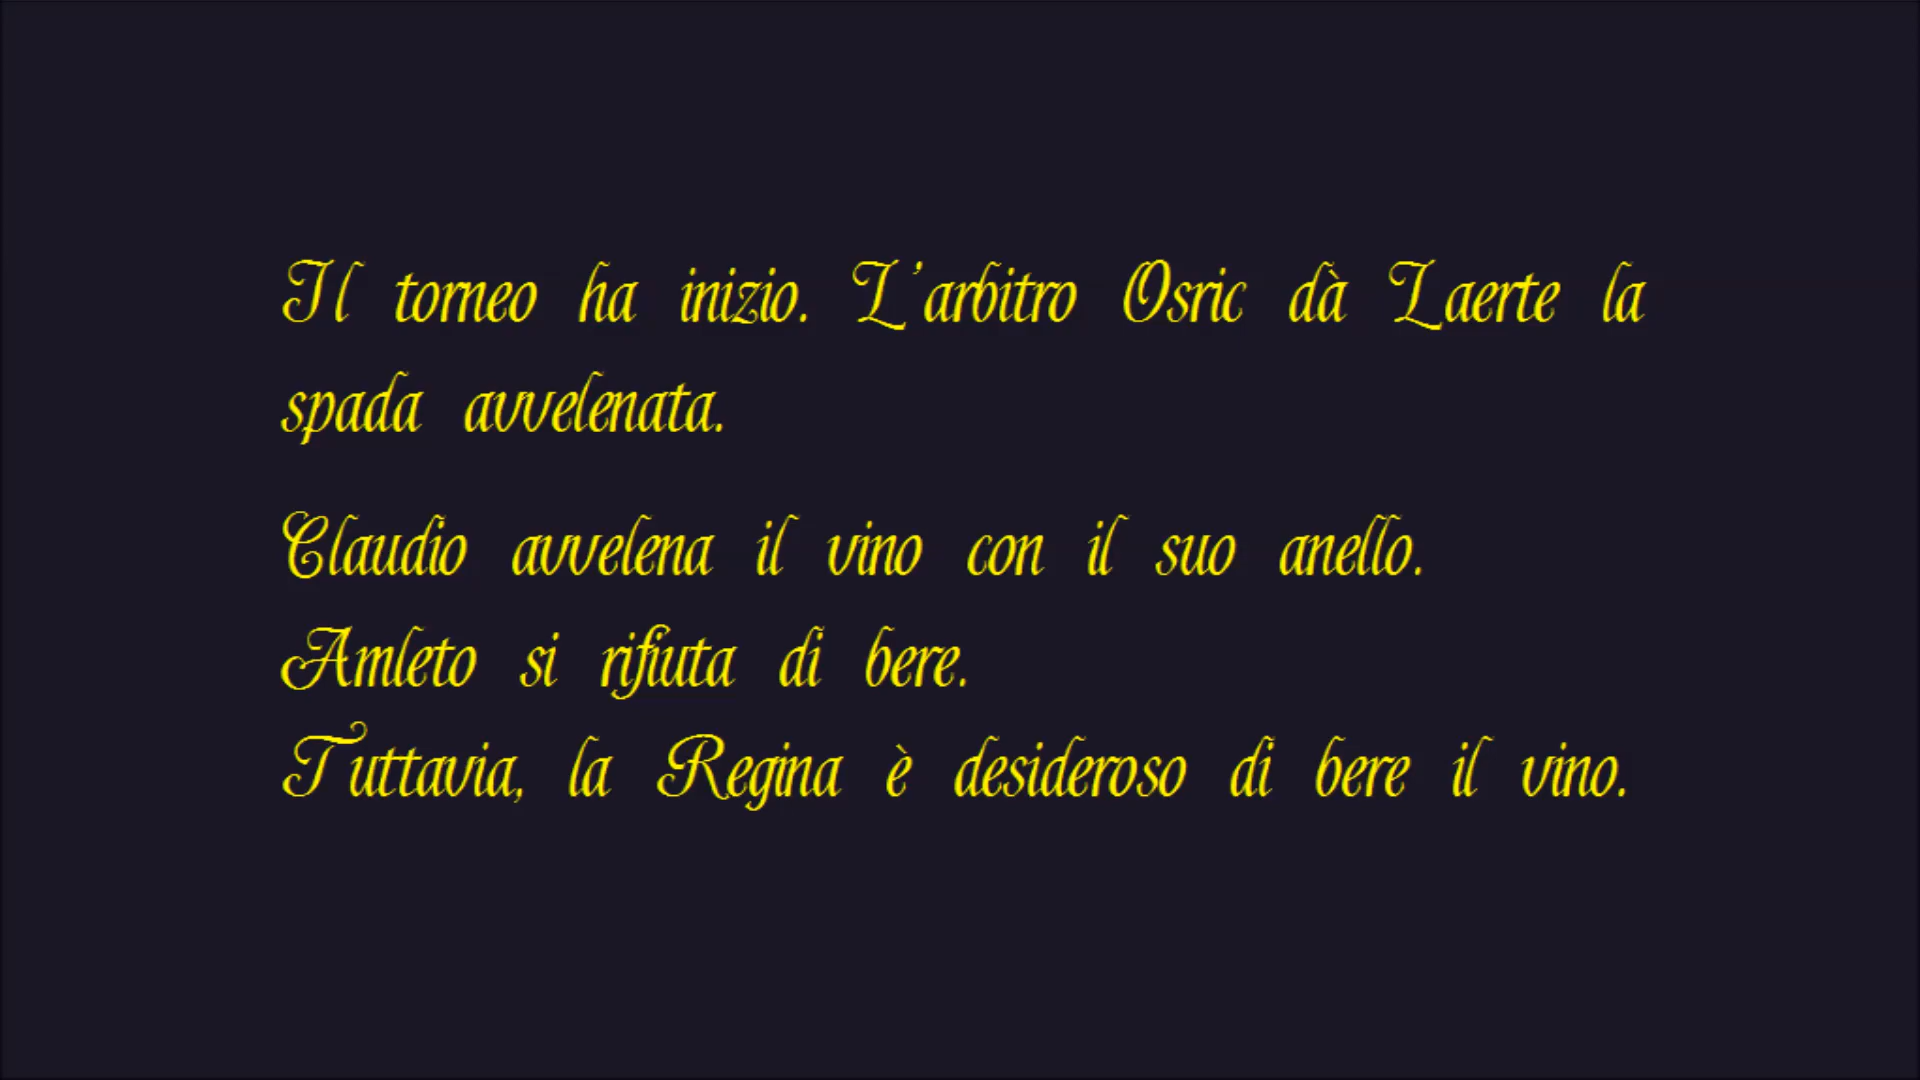 Il torneo ha inizio. L'arbitro Osric dà Laerte la
spada avvelenata.
Claudio avvelena il vino con il suo anello.
Amleto si rifiuta di bere.
Tuttavia, la Regina è desideroso di bere il vino.